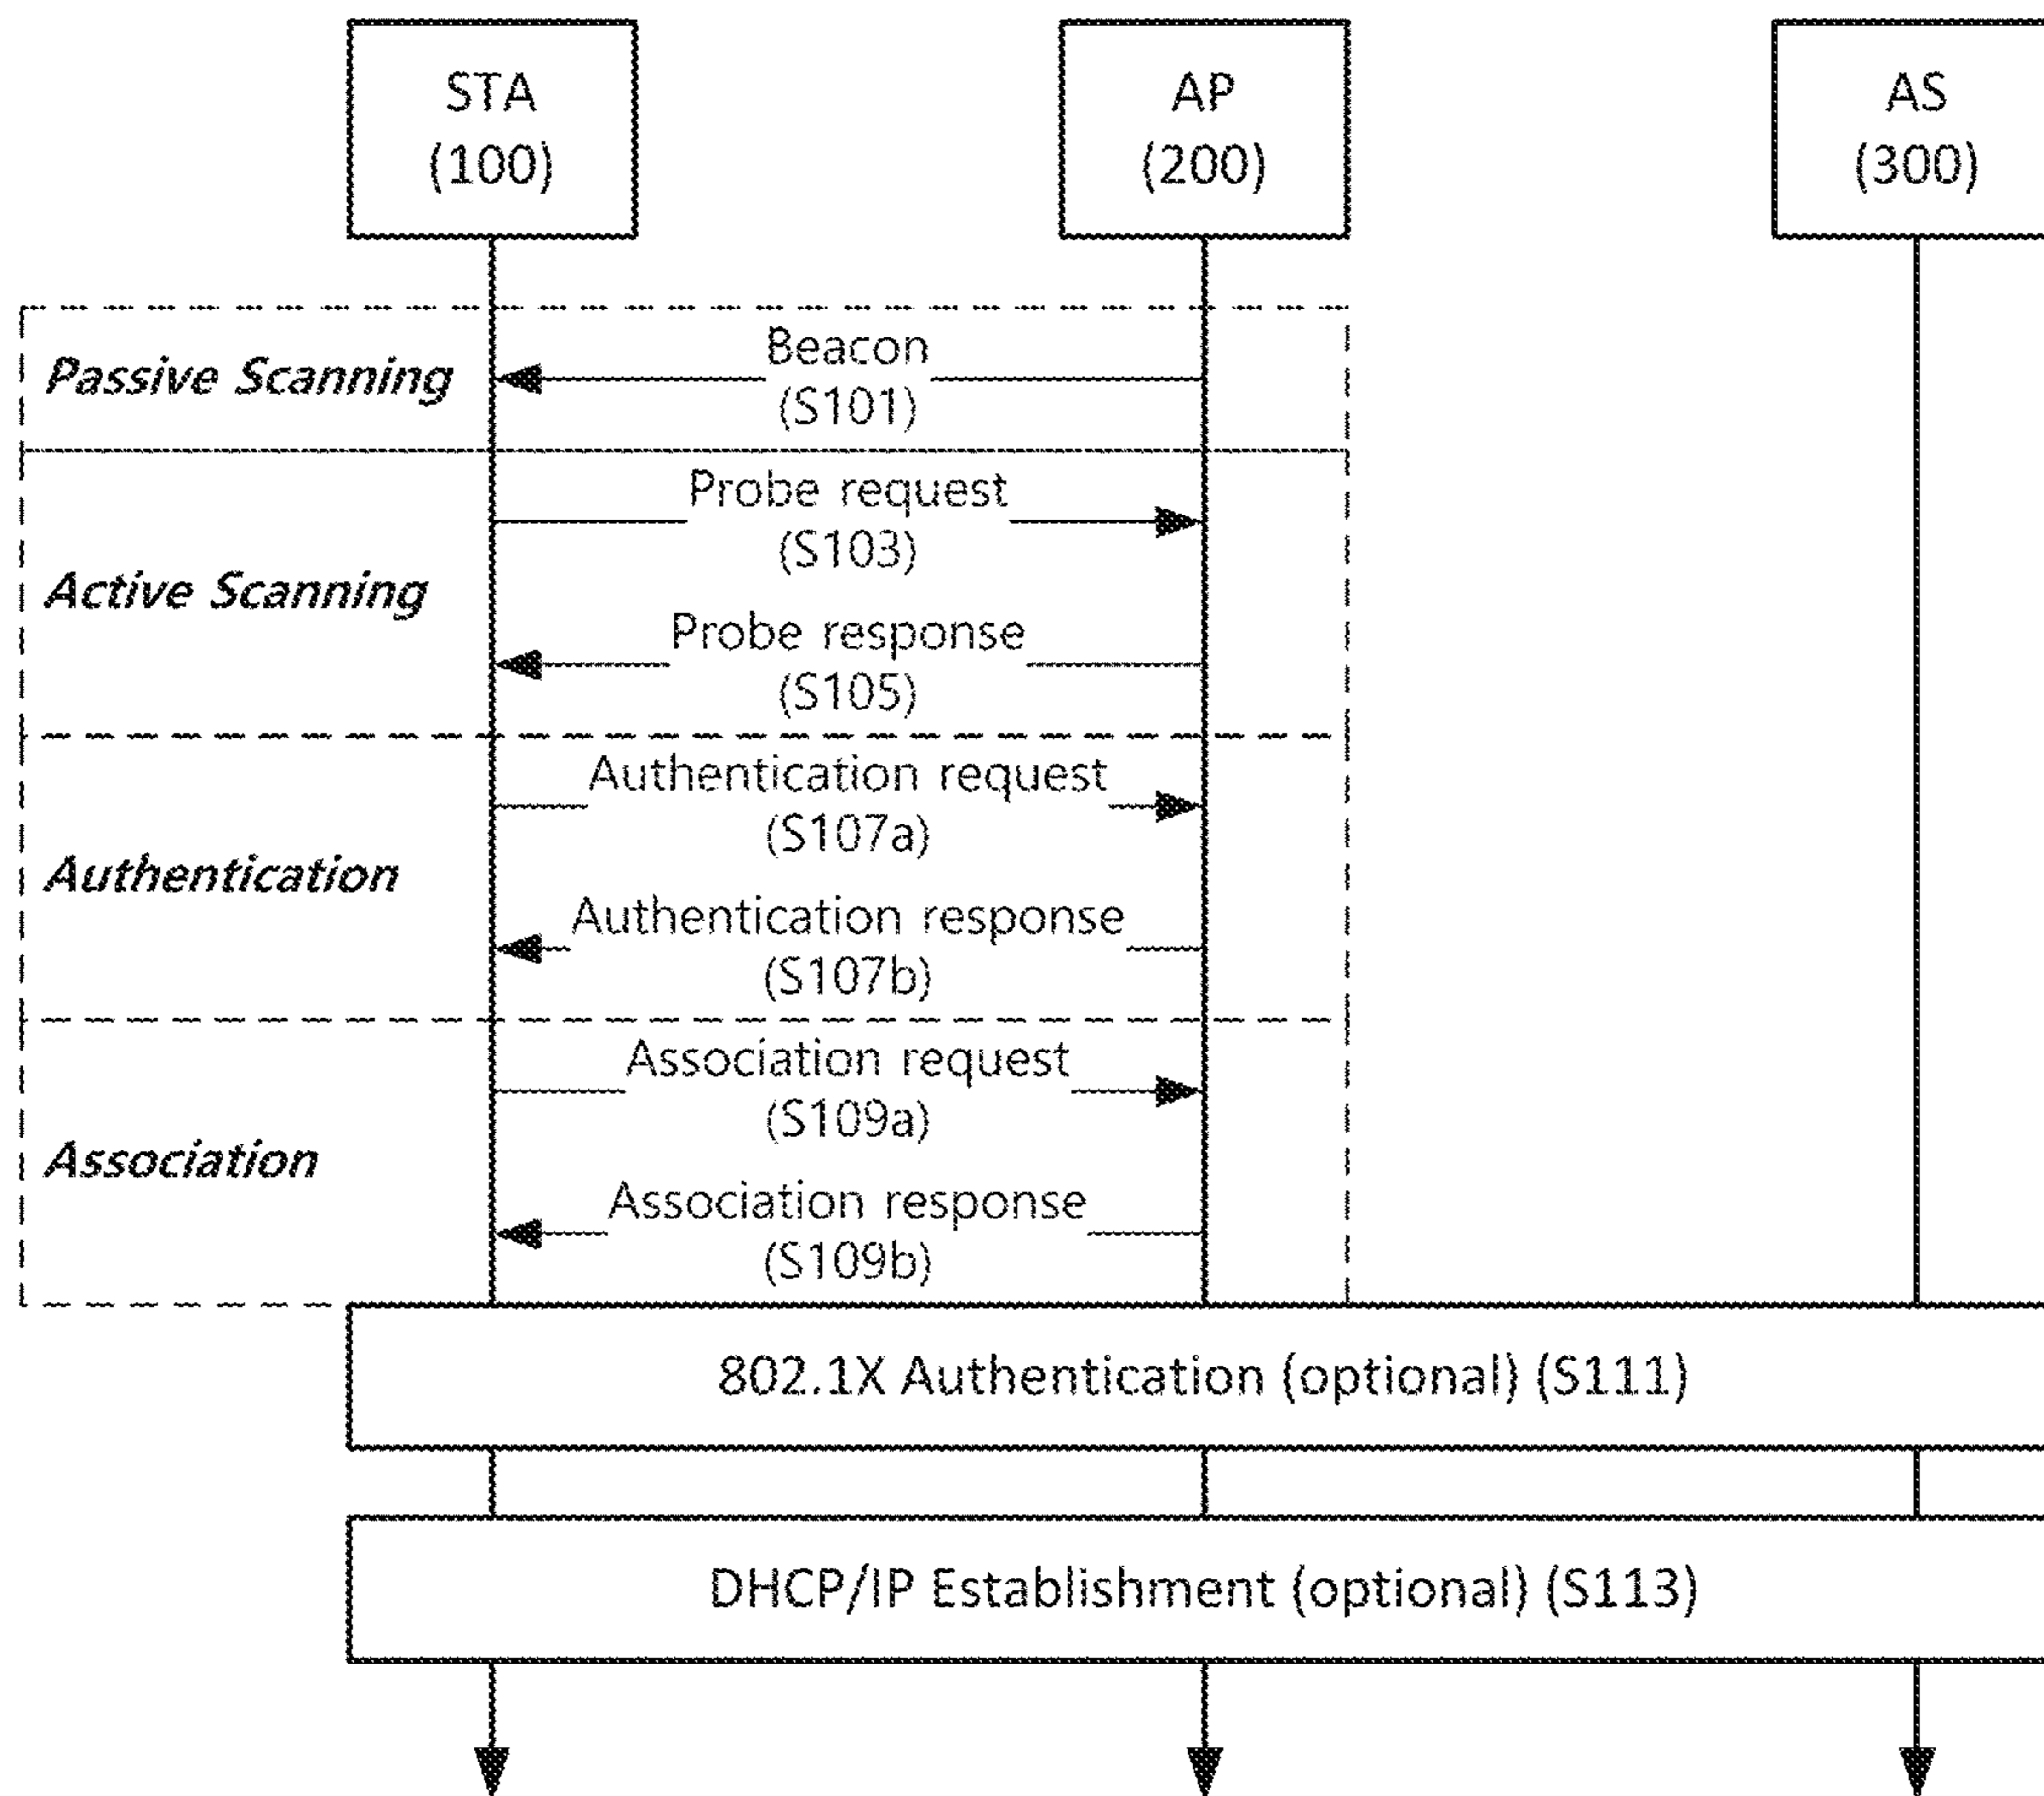 STA
(100)
AP
(200)
AS
(300)
Passive Scanning
Beacon
(S101)
Active Scanning
Probe request
(S103)
Probe response
(S105)
Authentication
Authentication request
(S107a)
Authentication response
(S107b)
Association
Association request
(S109a)
Association response
(S109b)
802.1X Authentication (optional) (S111)
DHCP/IP Establishment (optional) (S113)